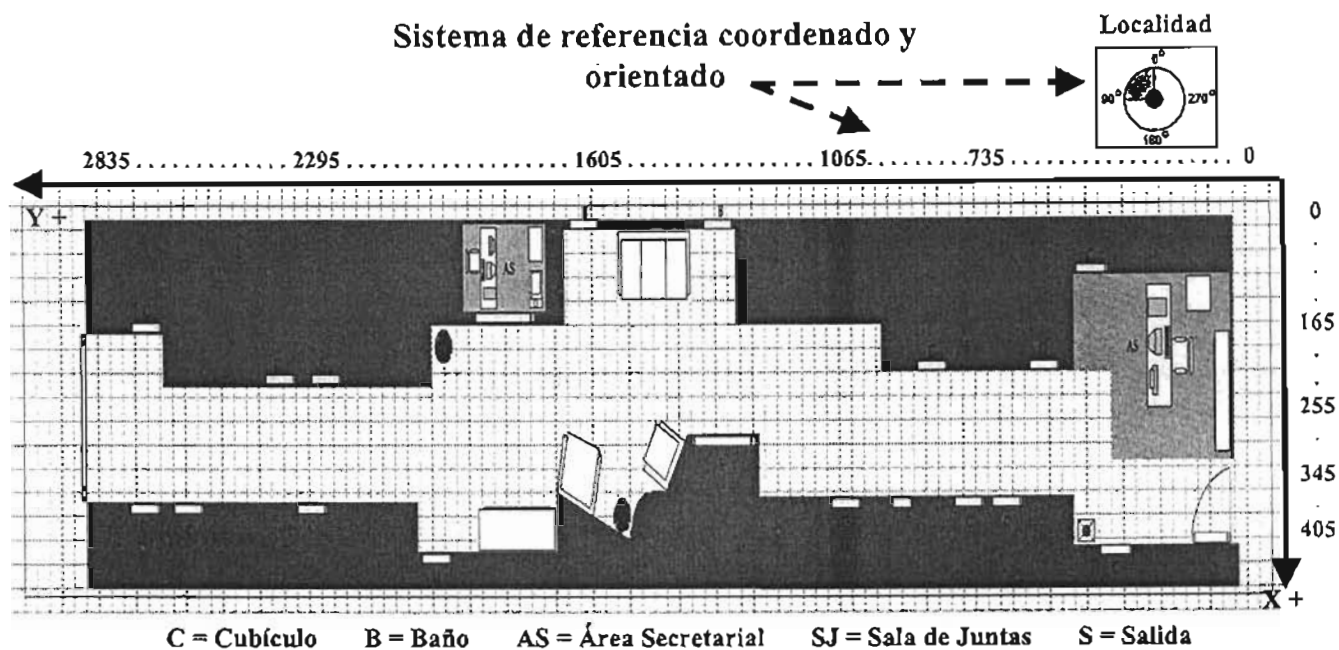 Localidad
Sistema de referencia coordenado y
orientado
0°
90°
270°
180°
2835 2295 1605 1065 735 0
Y +
0
165
255
345
405
AS
AS
X +
C = Cubículo B = Baño AS = Área Secretarial SJ = Sala de Juntas S = Salida